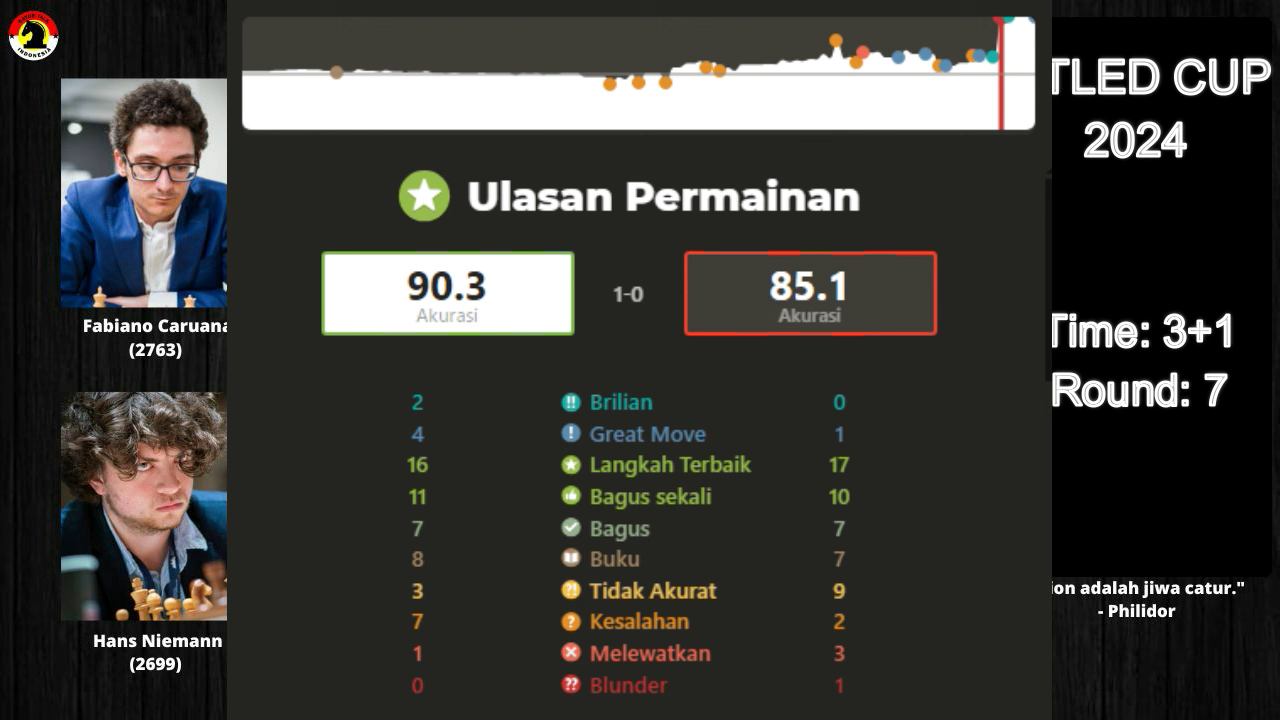 CATUR JAYA
INDONESIA
Fabiano Caruana
(2763)
Hans Niemann
(2699)
Ulasan Permainan
90.3
Akurasi
1-0
85.1
Akurasi
2 !! Brilian 0
4 ! Great Move 1
16 Langkah Terbaik 17
11 Bagus sekali 10
7 Bagus 7
8 Buku 7
3 ?! Tidak Akurat 9
7 ? Kesalahan 2
1 Melewatkan 3
0 ?? Blunder 1
TLED CUP
2024
Time: 3+1
Round: 7
ion adalah jiwa catur."
- Philidor